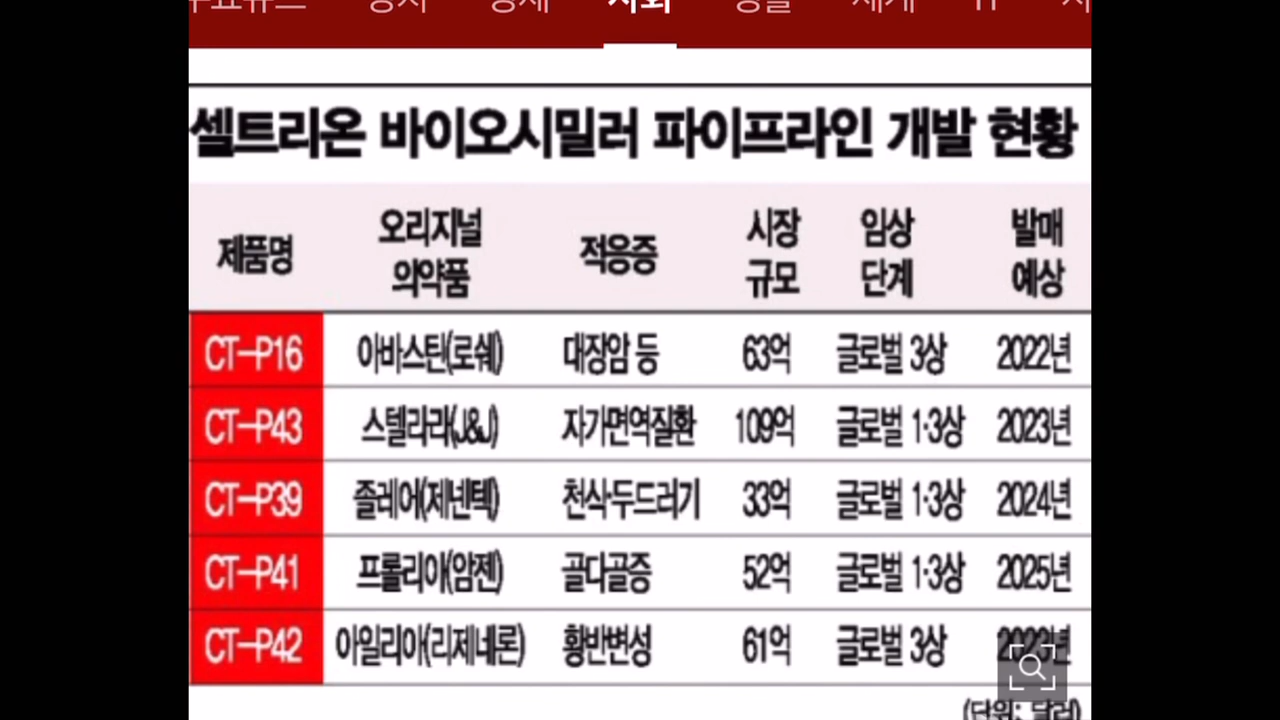 사회
셀트리온 바이오시밀러 파이프라인 개발 현황
제품명 오리지널 의약품 적응증 시장 규모 임상 단계 발매 예상
CT-P16 아바스틴(로쉐) 대장암 등 63억 글로벌 3상 2022년
CT-P43 스텔라라(J&J) 자가면역질환 109억 글로벌 1·3상 2023년
CT-P39 졸레어(제넨텍) 천식·두드러기 33억 글로벌 1·3상 2024년
CT-P41 프롤리아(암젠) 골다골증 52억 글로벌 1·3상 2025년
CT-P42 아일리아(리제네론) 황반변성 61억 글로벌 3상
(단위: 달러)